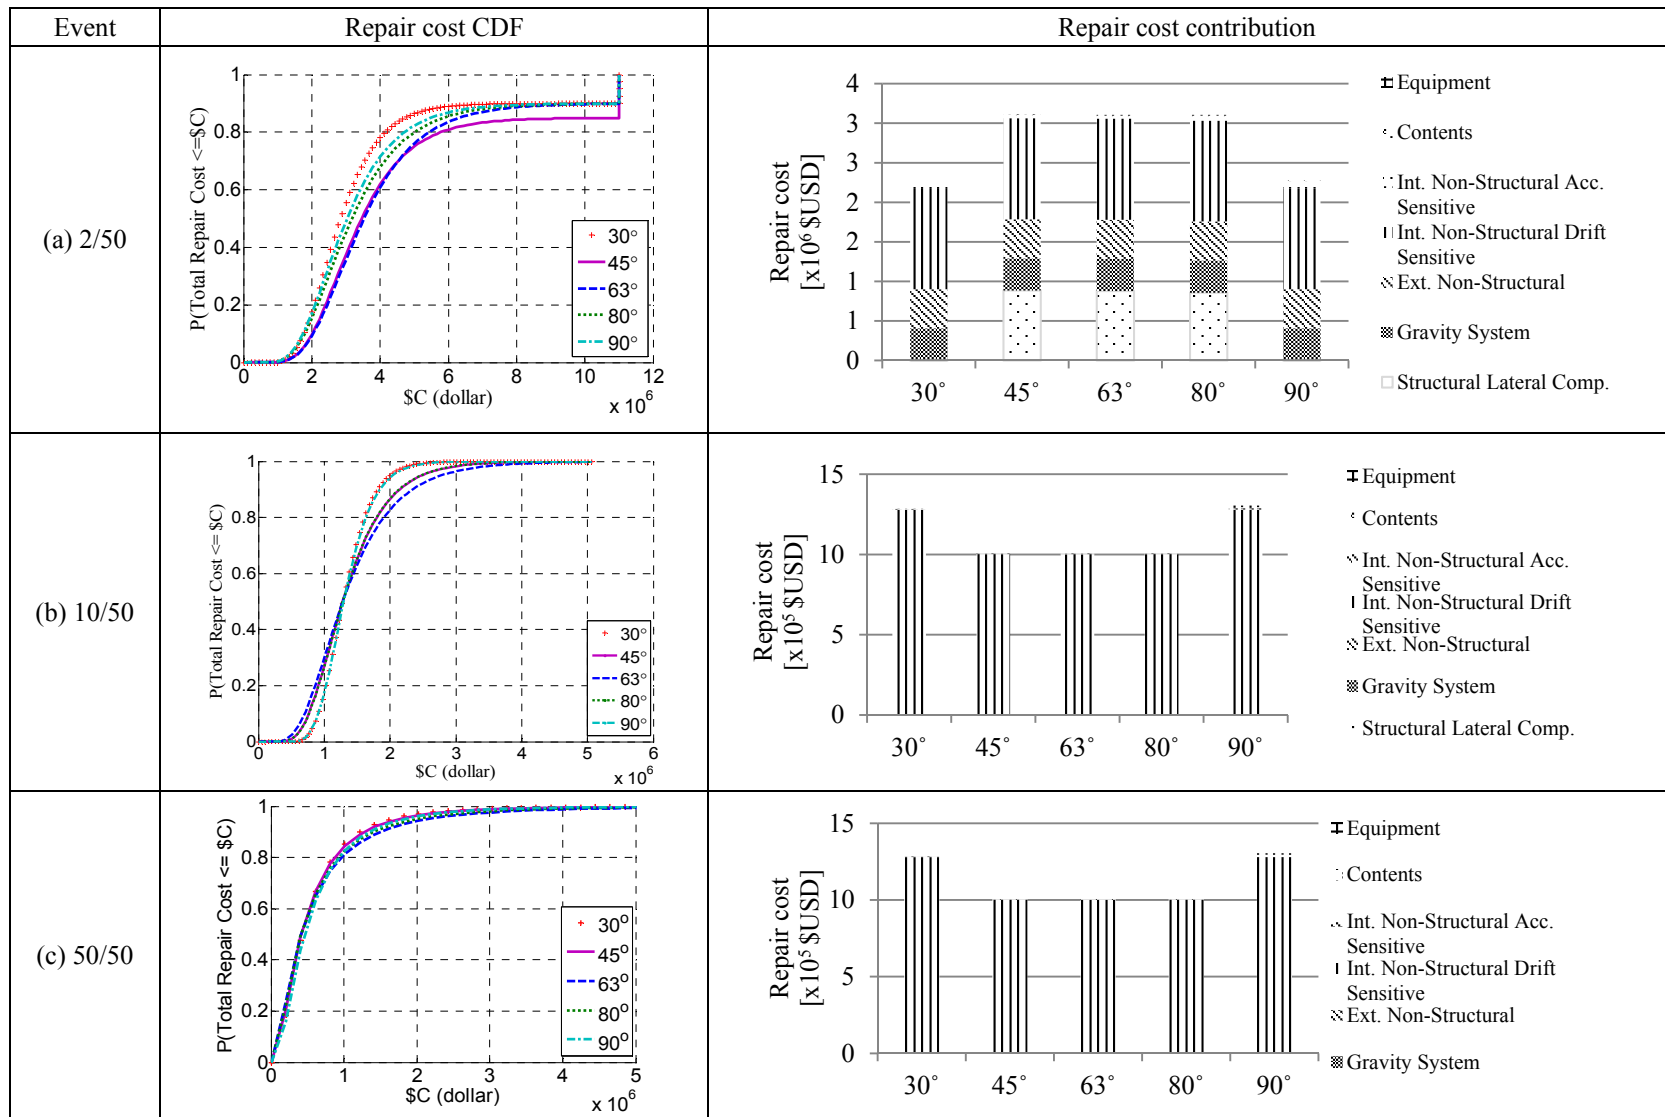 Event
Repair cost CDF
Repair cost contribution
(a) 2/50
P(Total Repair Cost <=$C)
1
0.8
0.6
0.4
0.2
0
0
2
4
6
8
10
12
$C (dollar)
x 10^6
30°
45°
63°
80°
90°
Repair cost
[x10^6 $USD]
4
3
3
2
2
1
1
0
30°
45°
63°
80°
90°
Equipment
Contents
Int. Non-Structural Acc.
Sensitive
Int. Non-Structural Drift
Sensitive
Ext. Non-Structural
Gravity System
Structural Lateral Comp.
(b) 10/50
P(Total Repair Cost <= $C)
1
0.8
0.6
0.4
0.2
0
0
1
2
3
4
5
6
$C (dollar)
x 10^6
30°
45°
63°
80°
90°
Repair cost
[x10^5 $USD]
15
10
5
0
30°
45°
63°
80°
90°
Equipment
Contents
Int. Non-Structural Acc.
Sensitive
Int. Non-Structural Drift
Sensitive
Ext. Non-Structural
Gravity System
Structural Lateral Comp.
(c) 50/50
P(Total Repair Cost <= $C)
1
0.8
0.6
0.4
0.2
0
0
1
2
3
4
5
$C (dollar)
x 10^6
30°
45°
63°
80°
90°
Repair cost
[x10^5 $USD]
15
10
5
0
30°
45°
63°
80°
90°
Equipment
Contents
Int. Non-Structural Acc.
Sensitive
Int. Non-Structural Drift
Sensitive
Ext. Non-Structural
Gravity System